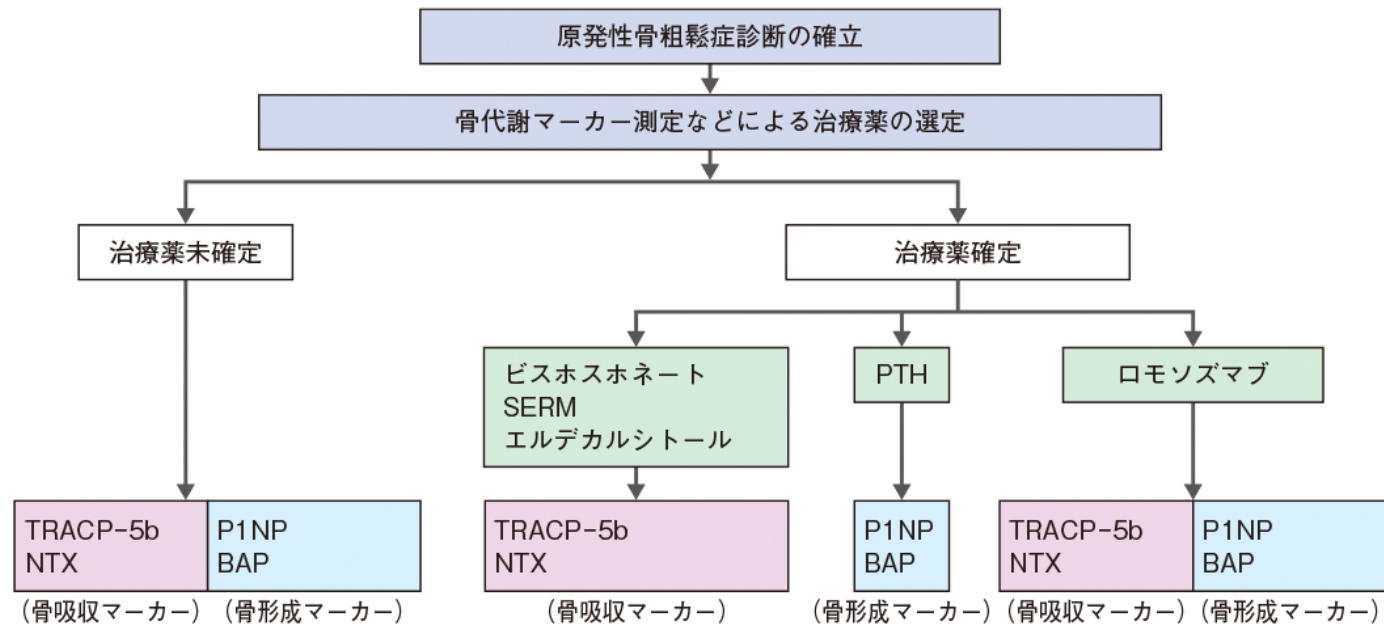 原発性骨粗鬆症診断の確立
骨代謝マーカー測定などによる治療薬の選定
治療薬未確定
治療薬確定
ビスホスホネート
SERM
エルデカルシトール
PTH
ロモソズマブ
TRACP-5b
NTX
P1NP
BAP
(骨吸収マーカー)
(骨形成マーカー)
TRACP-5b
NTX
(骨吸収マーカー)
P1NP
BAP
(骨形成マーカー)
TRACP-5b
NTX
P1NP
BAP
(骨吸収マーカー)
(骨形成マーカー)